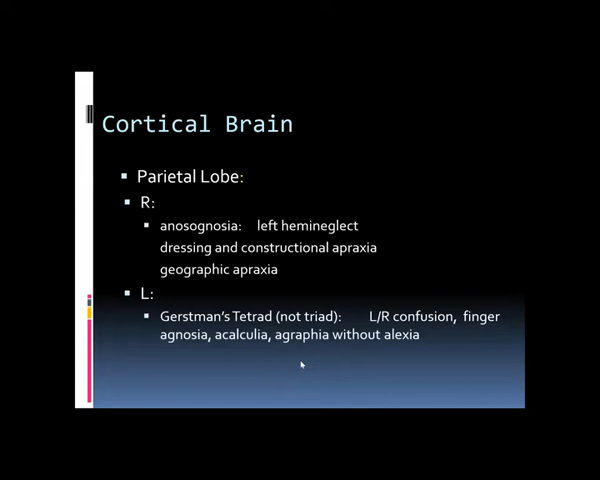 Cortical Brain
Parietal Lobe:
R:
anosognosia: left hemineglect
dressing and constructional apraxia
geographic apraxia
L:
Gerstman's Tetrad (not triad): L/R confusion, finger
agnosia, acalculia, agraphia without alexia